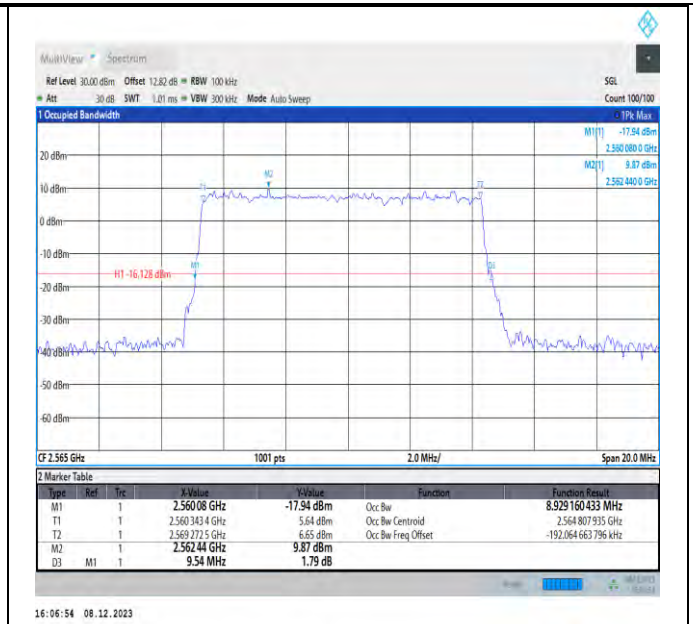 MultiView Spectrum
Ref Level 30.00 dBm Offset 12.82 dB RBW 100 kHz SGL
Att 30 dB SWT 1.01 ms VBW 300 kHz Mode Auto Sweep Count 100/100
1 Occupied Bandwidth 1Pk Max
M1[1] -17.94 dBm
2.560 080 0 GHz
M2[1] 9.87 dBm
2.562 440 0 GHz
20 dBm
M2
T1 T2
10 dBm
0 dBm
-10 dBm
M1 D3
H1 -16.128 dBm
-20 dBm
-30 dBm
-40 dBm
-50 dBm
-60 dBm
CF 2.565 GHz 1001 pts 2.0 MHz/ Span 20.0 MHz
2 Marker Table
Type Ref Trc X-Value Y-Value Function Function Result
M1 1 2.560 08 GHz -17.94 dBm Occ Bw 8.929 160 433 MHz
T1 1 2.560 343 4 GHz 5.64 dBm Occ Bw Centroid 2.564 807 935 GHz
T2 1 2.569 272 5 GHz 6.65 dBm Occ Bw Freq Offset -192.064 663 796 kHz
M2 1 2.562 44 GHz 9.87 dBm
D3 M1 1 9.54 MHz 1.79 dB
16:06:54 08.12.2023